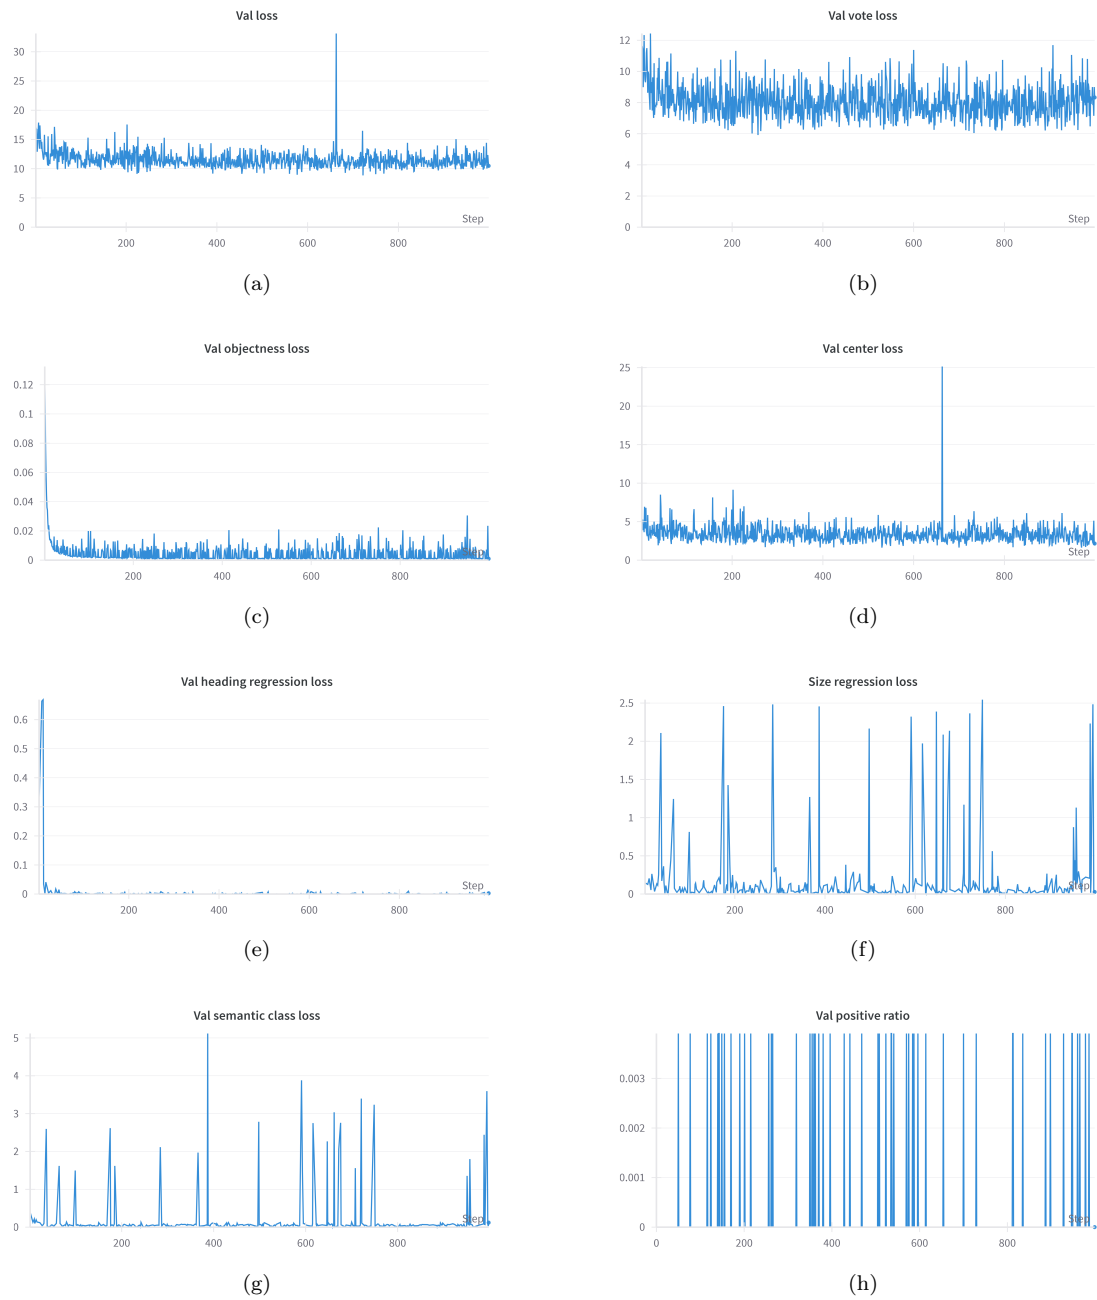 Val loss
30
25
20
15
10
5
0
Step
200 400 600 800
(a)
Val vote loss
12
10
8
6
4
2
0
Step
200 400 600 800
(b)
Val objectness loss
0.12
0.1
0.08
0.06
0.04
0.02
0
Step
200 400 600 800
(c)
Val center loss
25
20
15
10
5
0
Step
200 400 600 800
(d)
Val heading regression loss
0.6
0.5
0.4
0.3
0.2
0.1
0
Step
200 400 600 800
(e)
Size regression loss
2.5
2
1.5
1
0.5
0
Step
200 400 600 800
(f)
Val semantic class loss
5
4
3
2
1
0
Step
200 400 600 800
(g)
Val positive ratio
0.003
0.002
0.001
0
Step
0 200 400 600 800
(h)